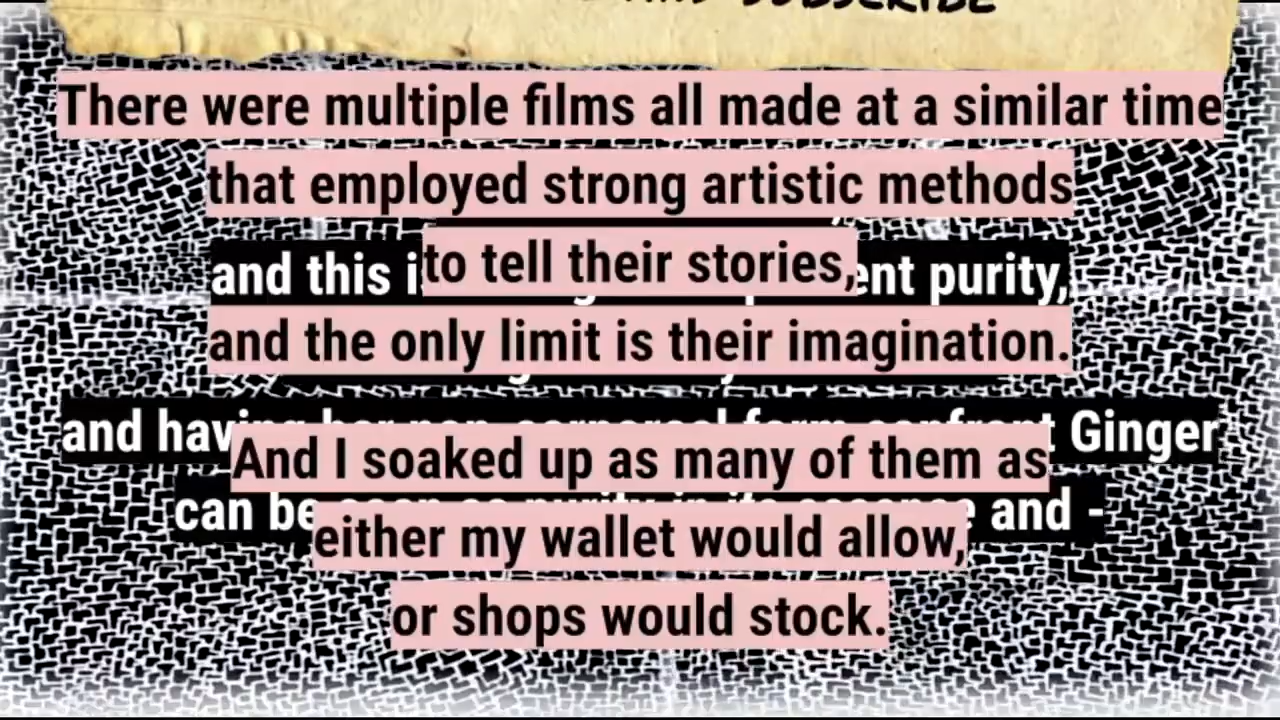 SUBSCRIBE
There were multiple films all made at a similar time
that employed strong artistic methods
to tell their stories,
and this ent purity,
and the only limit is their imagination.
and Ginger
And I soaked up as many of them as
can be and -
either my wallet would allow,
or shops would stock.